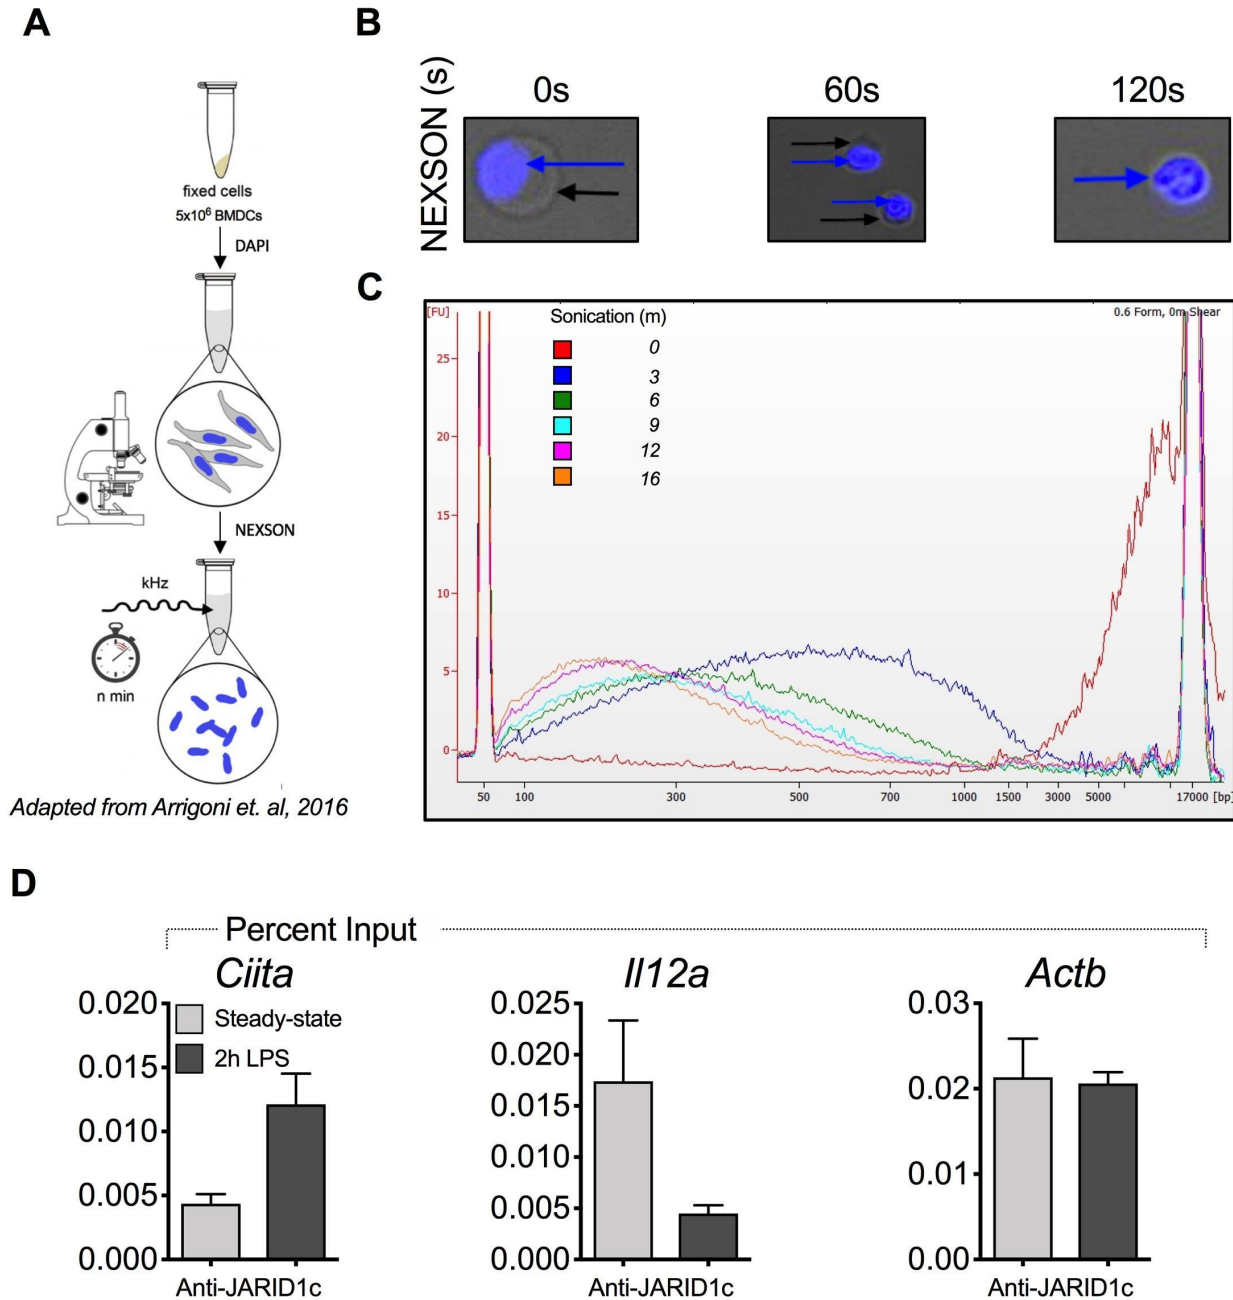 A
fixed cells
5x10⁶ BMDCs
DAPI
NEXSON
kHz
n min
Adapted from Arrigoni et. al, 2016
B
NEXSON (s)
0s 60s 120s
C
[FU]
Sonication (m)
0.6 Form, 0m Shear
0
3
6
9
12
16
25
20
15
10
5
0
50 100 300 500 700 1000 1500 3000 5000 17000 [bp]
D
Percent Input
Ciita
0.020
0.015
0.010
0.005
0.000
Steady-state
2h LPS
Anti-JARID1c
Il12a
0.025
0.020
0.015
0.010
0.005
0.000
Anti-JARID1c
Actb
0.03
0.02
0.01
0.00
Anti-JARID1c